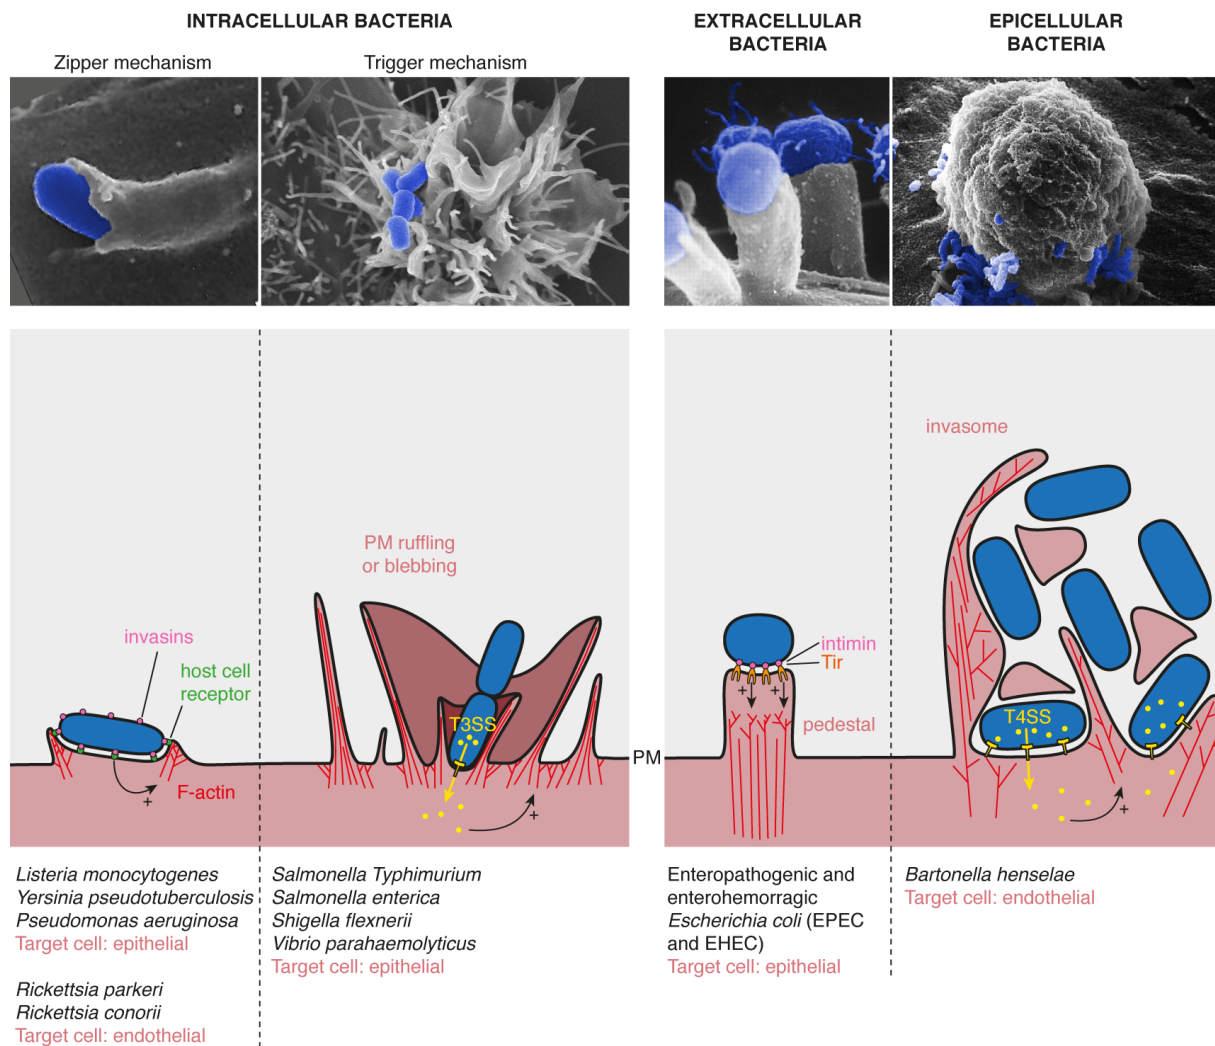 INTRACELLULAR BACTERIA
Zipper mechanism
Trigger mechanism
EXTRACELLULAR
BACTERIA
EPICELLULAR
BACTERIA
invasins
host cell
receptor
F-actin
+
PM ruffling
or blebbing
T3SS
+
PM
intimin
Tir
+
+
pedestal
invasome
T4SS
+
Listeria monocytogenes
Yersinia pseudotuberculosis
Pseudomonas aeruginosa
Target cell: epithelial
Rickettsia parkeri
Rickettsia conorii
Target cell: endothelial
Salmonella Typhimurium
Salmonella enterica
Shigella flexnerii
Vibrio parahaemolyticus
Target cell: epithelial
Enteropathogenic and
enterohemorragic
Escherichia coli (EPEC
and EHEC)
Target cell: epithelial
Bartonella henselae
Target cell: endothelial